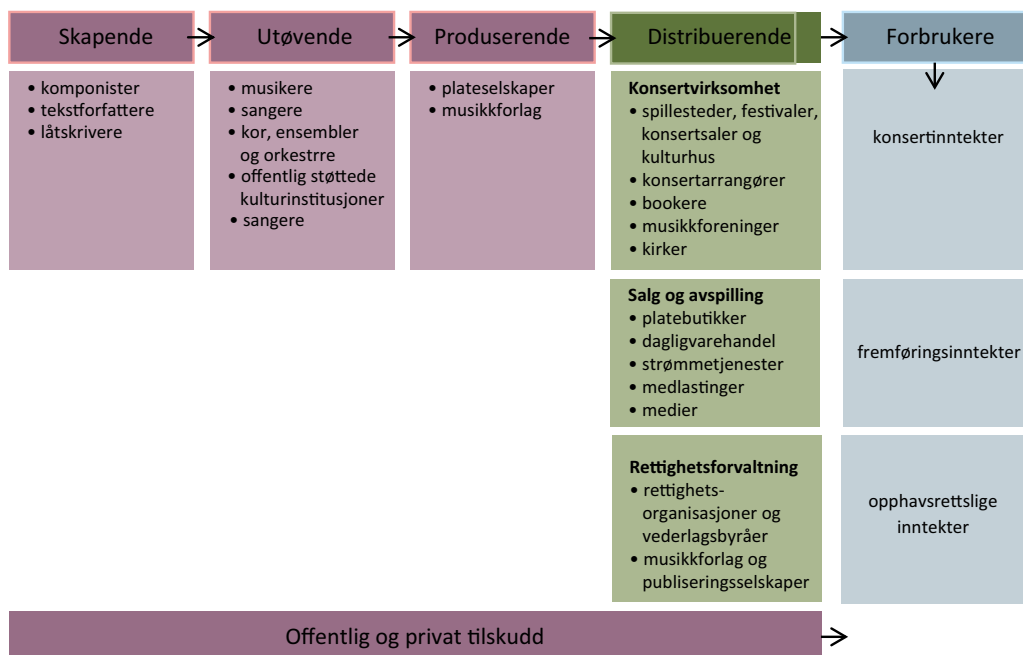 Skapende
Utøvende
Produserende
Distribuerende
Forbrukere
• komponister
• tekstforfattere
• låtskrivere
• musikere
• sangere
• kor, ensembler
og orkestrre
• offentlig støttede
kulturinstitusjoner
• sangere
• plateselskaper
• musikkforlag
Konsertvirksomhet
• spillesteder, festivaler,
konsertsaler og
kulturhus
• konsertarrangører
• bookere
• musikkforeninger
• kirker
konsertinntekter
Salg og avspilling
• platebutikker
• dagligvarehandel
• strømmetjenester
• medlastinger
• medier
fremføringsinntekter
Rettighetsforvaltning
• rettighets-
organisasjoner og
vederlagsbyråer
• musikkforlag og
publiseringsselskaper
opphavsrettslige
inntekter
Offentlig og privat tilskudd